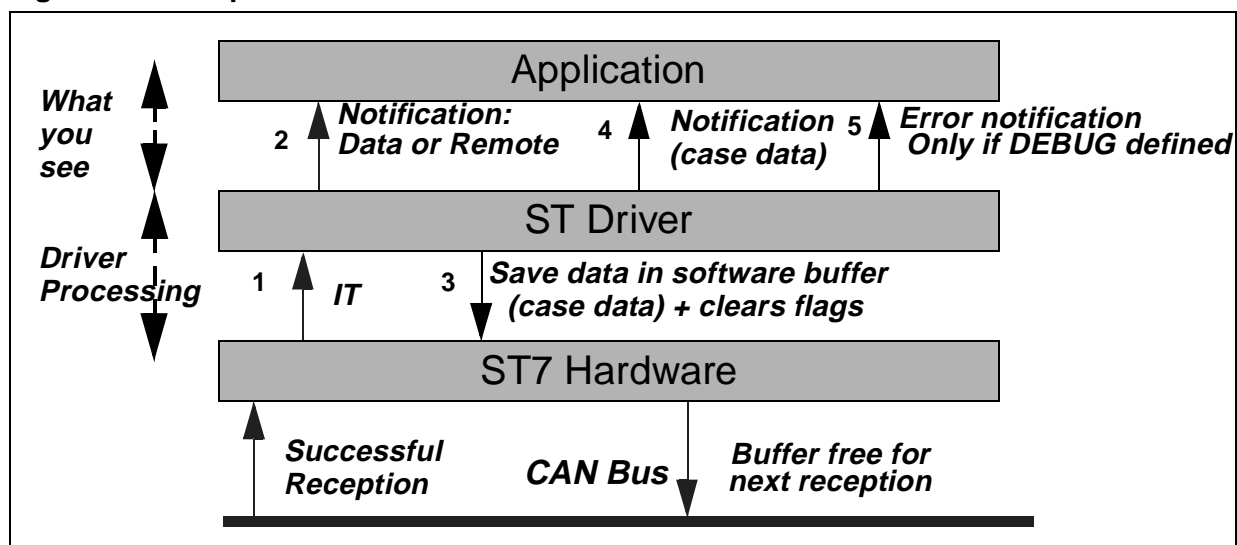 Application
What
you
see
2
Notification:
Data or Remote
4
Notification
(case data)
5
Error notification
Only if DEBUG defined
ST Driver
Driver
Processing
1
IT
3
Save data in software buffer
(case data) + clears flags
ST7 Hardware
Successful
Reception
CAN Bus
Buffer free for
next reception